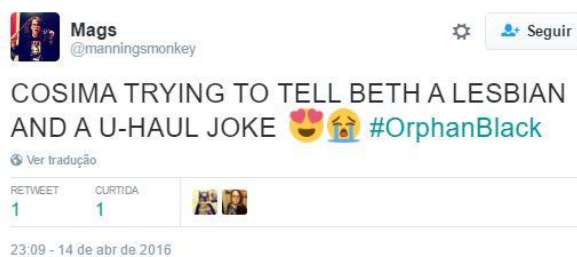 Mags
@manningsmonkey
Seguir
COSIMA TRYING TO TELL BETH A LESBIAN
AND A U-HAUL JOKE 😍😭 #OrphanBlack
Ver tradução
RETWEET CURTIDA
1 1
23:09 - 14 de abr de 2016